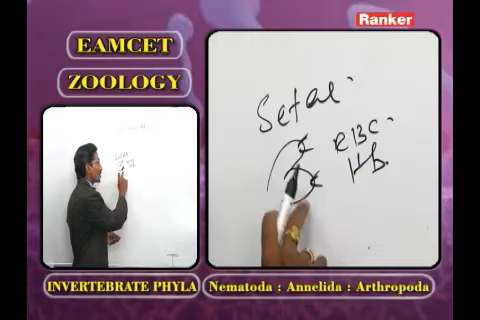 Ranker
EAMCET
ZOOLOGY
Setae.
RBC.
Hb.
INVERTEBRATE PHYLA
Nematoda : Annelida : Arthropoda